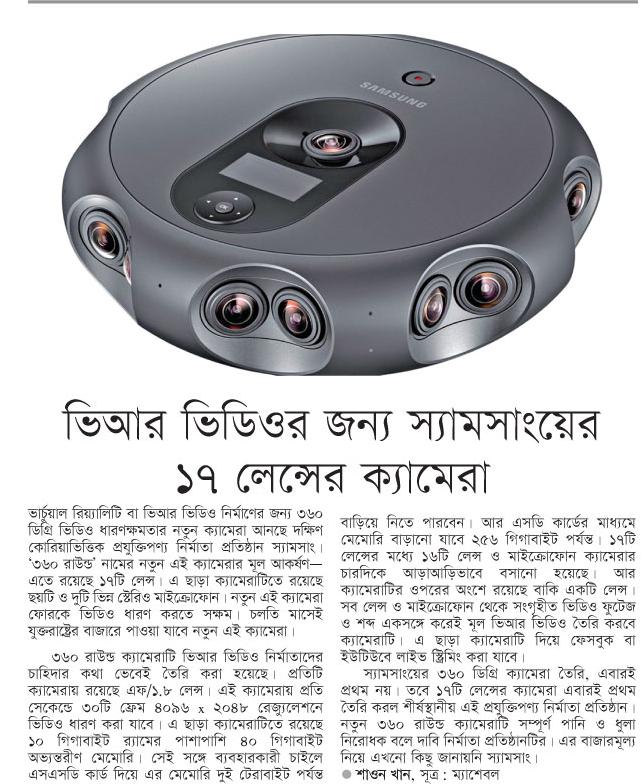 SAMSUNG
ভিআর ভিডিওর জন্য স্যামসাংয়ের
১৭ লেন্সের ক্যামেরা
ভার্চুয়াল রিয়্যালিটি বা ভিআর ভিডিও নির্মাণের জন্য ৩৬০
ডিগ্রি ভিডিও ধারণক্ষমতার নতুন ক্যামেরা আনছে দক্ষিণ
কোরিয়াভিত্তিক প্রযুক্তিপণ্য নির্মাতা প্রতিষ্ঠান স্যামসাং।
‘৩৬০ রাউন্ড’ নামের নতুন এই ক্যামেরার মূল আকর্ষণ—
এতে রয়েছে ১৭টি লেন্স। এ ছাড়া ক্যামেরাটিতে রয়েছে
ছয়টি ও দুটি ভিন্ন স্টেরিও মাইক্রোফোন। নতুন এই ক্যামেরা
ফোরকে ভিডিও ধারণ করতে সক্ষম। চলতি মাসেই
যুক্তরাষ্ট্রের বাজারে পাওয়া যাবে নতুন এই ক্যামেরা।
৩৬০ রাউন্ড ক্যামেরাটি ভিআর ভিডিও নির্মাতাদের
চাহিদার কথা ভেবেই তৈরি করা হয়েছে। প্রতিটি
ক্যামেরায় রয়েছে এফ/১.৮ লেন্স। এই ক্যামেরায় প্রতি
সেকেন্ডে ৩০টি ফ্রেম ৪০৯৬ x ২০৪৮ রেজ্যুলেশনে
ভিডিও ধারণ করা যাবে। এ ছাড়া ক্যামেরাটিতে রয়েছে
১০ গিগাবাইট র‍্যামের পাশাপাশি ৪০ গিগাবাইট
অভ্যন্তরীণ মেমোরি। সেই সঙ্গে ব্যবহারকারী চাইলে
এসএসডি কার্ড দিয়ে এর মেমোরি দুই টেরাবাইট পর্যন্ত
বাড়িয়ে নিতে পারবেন। আর এসডি কার্ডের মাধ্যমে
মেমোরি বাড়ানো যাবে ২৫৬ গিগাবাইট পর্যন্ত। ১৭টি
লেন্সের মধ্যে ১৬টি লেন্স ও মাইক্রোফোন ক্যামেরার
চারদিকে আড়াআড়িভাবে বসানো হয়েছে। আর
ক্যামেরাটির ওপরের অংশে রয়েছে বাকি একটি লেন্স।
সব লেন্স ও মাইক্রোফোন থেকে সংগৃহীত ভিডিও ফুটেজ
ও শব্দ একসঙ্গে করেই মূল ভিআর ভিডিও তৈরি করবে
ক্যামেরাটি। এ ছাড়া ক্যামেরাটি দিয়ে ফেসবুক বা
ইউটিউবে লাইভ স্ট্রিমিং করা যাবে।
স্যামসাংয়ের ৩৬০ ডিগ্রি ক্যামেরা তৈরি, এবারই
প্রথম নয়। তবে ১৭টি লেন্সের ক্যামেরা এবারই প্রথম
তৈরি করল শীর্ষস্থানীয় এই প্রযুক্তিপণ্য নির্মাতা প্রতিষ্ঠান।
নতুন ৩৬০ রাউন্ড ক্যামেরাটি সম্পূর্ণ পানি ও ধুলা
নিরোধক বলে দাবি নির্মাতা প্রতিষ্ঠানটির। এর বাজারমূল্য
নিয়ে এখনো কিছু জানায়নি স্যামসাং।
● শাওন খান, সূত্র : ম্যাশেবল